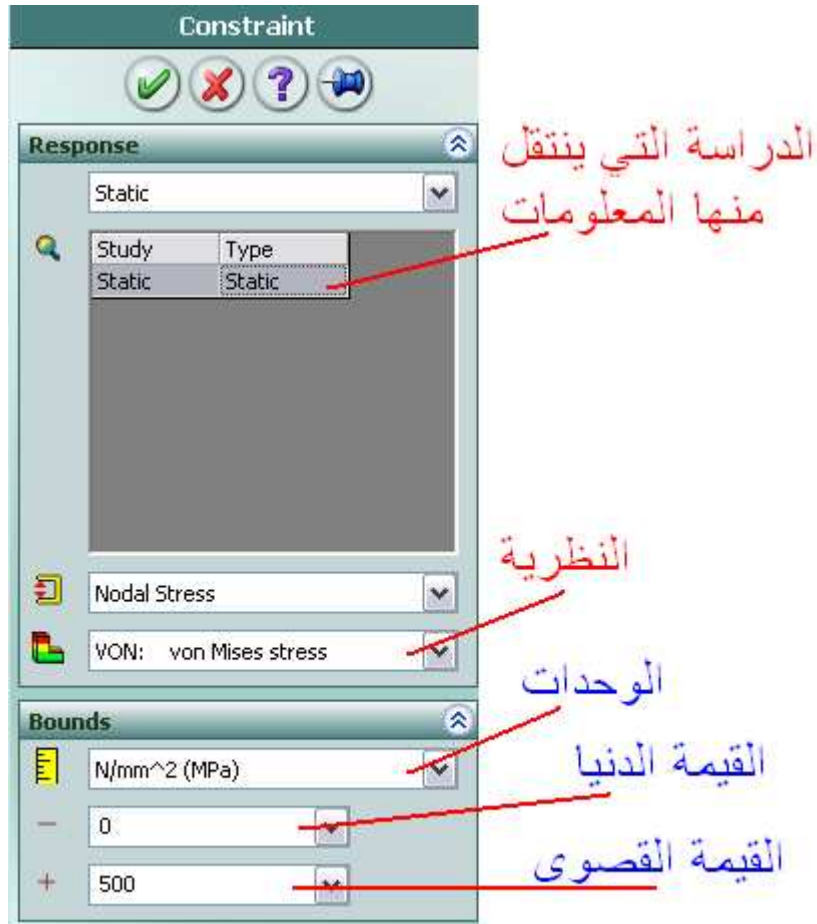 Constraint
Response
Static
الدراسة التي ينتقل
منها المعلومات
Study Type
Static Static
النظرية
Nodal Stress
VON: von Mises stress
الوحدات
Bounds
N/mm^2 (MPa)
القيمة الدنيا
- 0
القيمة القصوى
+ 500